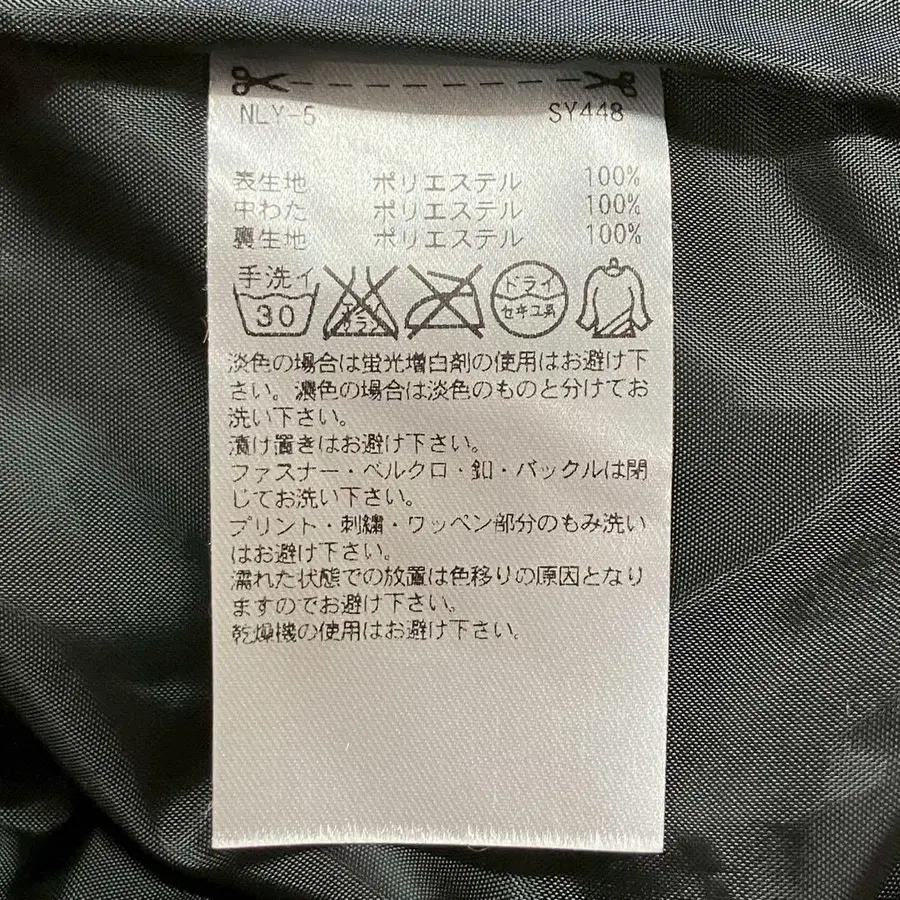 NLY-5 SY448
表生地 ポリエステル 100%
中わた ポリエステル 100%
裏生地 ポリエステル 100%
手洗イ
30
エンソ
サラシ
ドライ
セキユ系
淡色の場合は蛍光増白剤の使用はお避け下
さい。濃色の場合は淡色のものと分けてお
洗い下さい。
漬け置きはお避け下さい。
ファスナー・ベルクロ・釦・バックルは閉
じてお洗い下さい。
プリント・刺繍・ワッペン部分のもみ洗い
はお避け下さい。
濡れた状態での放置は色移りの原因となり
ますのでお避け下さい。
乾燥機の使用はお避け下さい。